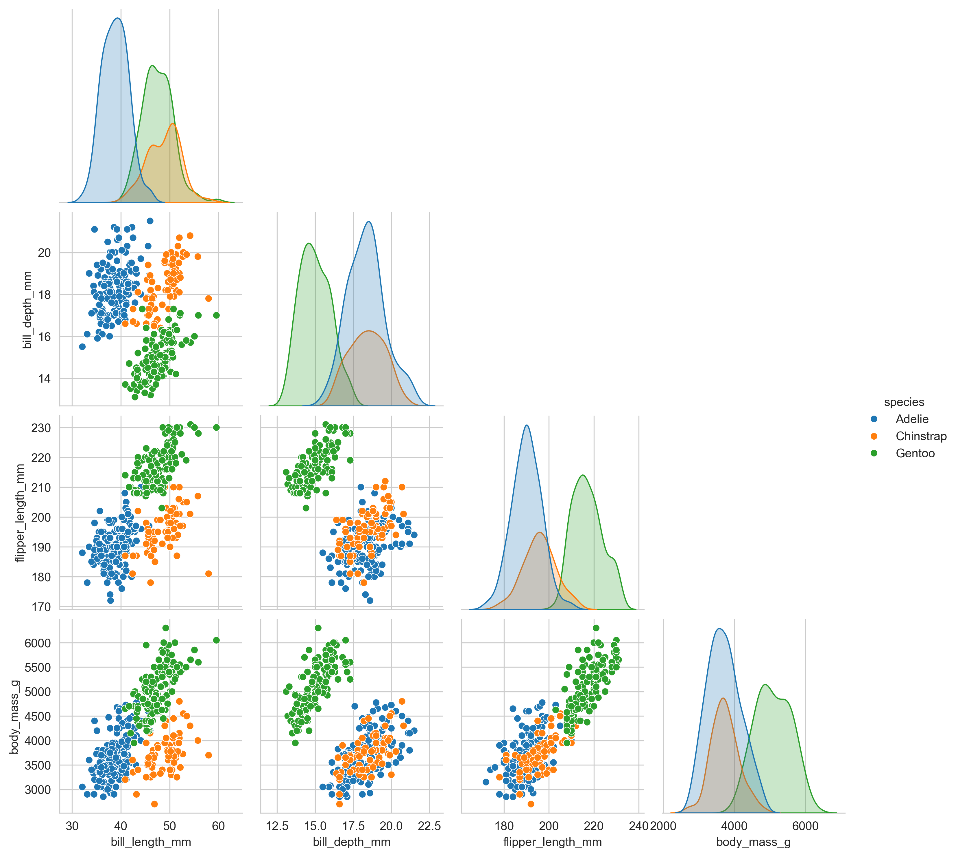 bill_depth_mm
20
18
16
14
species
Adelie
Chinstrap
Gentoo
flipper_length_mm
230
220
210
200
190
180
170
body_mass_g
6000
5500
5000
4500
4000
3500
3000
30 40 50 60
bill_length_mm
12.5 15.0 17.5 20.0 22.5
bill_depth_mm
180 200 220 240
flipper_length_mm
2000 4000 6000
body_mass_g